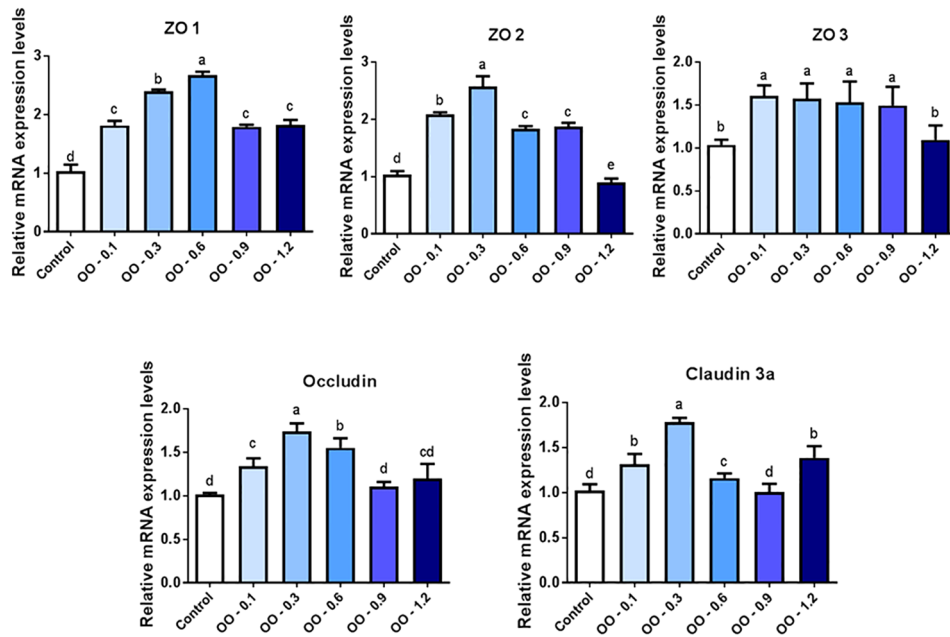 ZO 1
Relative mRNA expression levels
3
2
1
0
d
c
b
a
c
c
Control
OO - 0.1
OO - 0.3
OO - 0.6
OO - 0.9
OO - 1.2
ZO 2
Relative mRNA expression levels
3
2
1
0
d
b
a
c
c
e
Control
OO - 0.1
OO - 0.3
OO - 0.6
OO - 0.9
OO - 1.2
ZO 3
Relative mRNA expression levels
2.0
1.5
1.0
0.5
0.0
b
a
a
a
a
b
Control
OO - 0.1
OO - 0.3
OO - 0.6
OO - 0.9
OO - 1.2
Occludin
Relative mRNA expression levels
2.0
1.5
1.0
0.5
0.0
d
c
a
b
d
cd
Control
OO - 0.1
OO - 0.3
OO - 0.6
OO - 0.9
OO - 1.2
Claudin 3a
Relative mRNA expression levels
2.0
1.5
1.0
0.5
0.0
d
b
a
c
d
b
Control
OO - 0.1
OO - 0.3
OO - 0.6
OO - 0.9
OO - 1.2